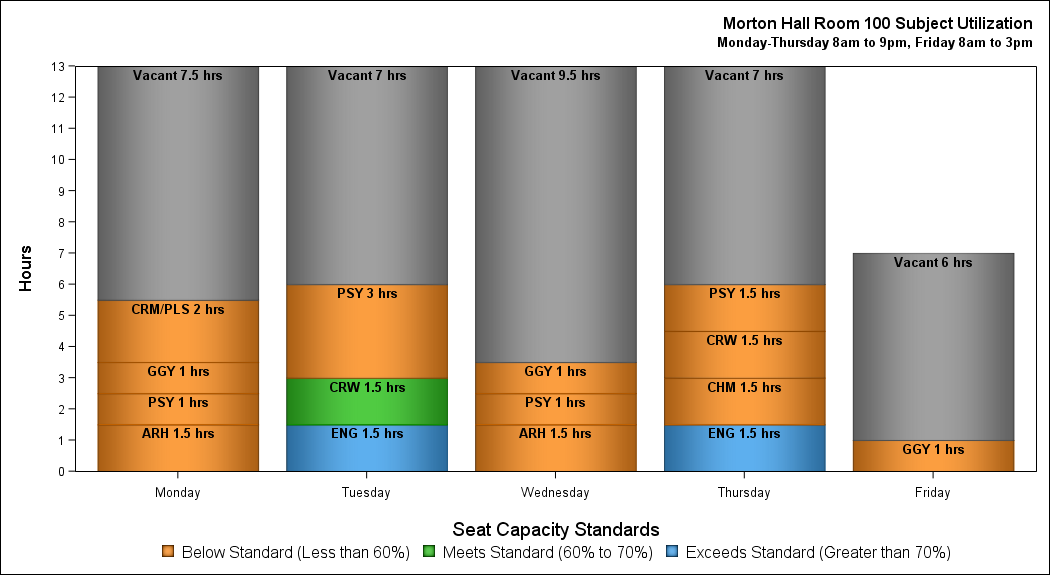 Morton Hall Room 100 Subject Utilization
Monday-Thursday 8am to 9pm, Friday 8am to 3pm
Hours
13
12
11
10
9
8
7
6
5
4
3
2
1
0
Vacant 7.5 hrs
CRM/PLS 2 hrs
GGY 1 hrs
PSY 1 hrs
ARH 1.5 hrs
Vacant 7 hrs
PSY 3 hrs
CRW 1.5 hrs
ENG 1.5 hrs
Vacant 9.5 hrs
GGY 1 hrs
PSY 1 hrs
ARH 1.5 hrs
Vacant 7 hrs
PSY 1.5 hrs
CRW 1.5 hrs
CHM 1.5 hrs
ENG 1.5 hrs
Vacant 6 hrs
GGY 1 hrs
Monday Tuesday Wednesday Thursday Friday
Seat Capacity Standards
Below Standard (Less than 60%) Meets Standard (60% to 70%) Exceeds Standard (Greater than 70%)